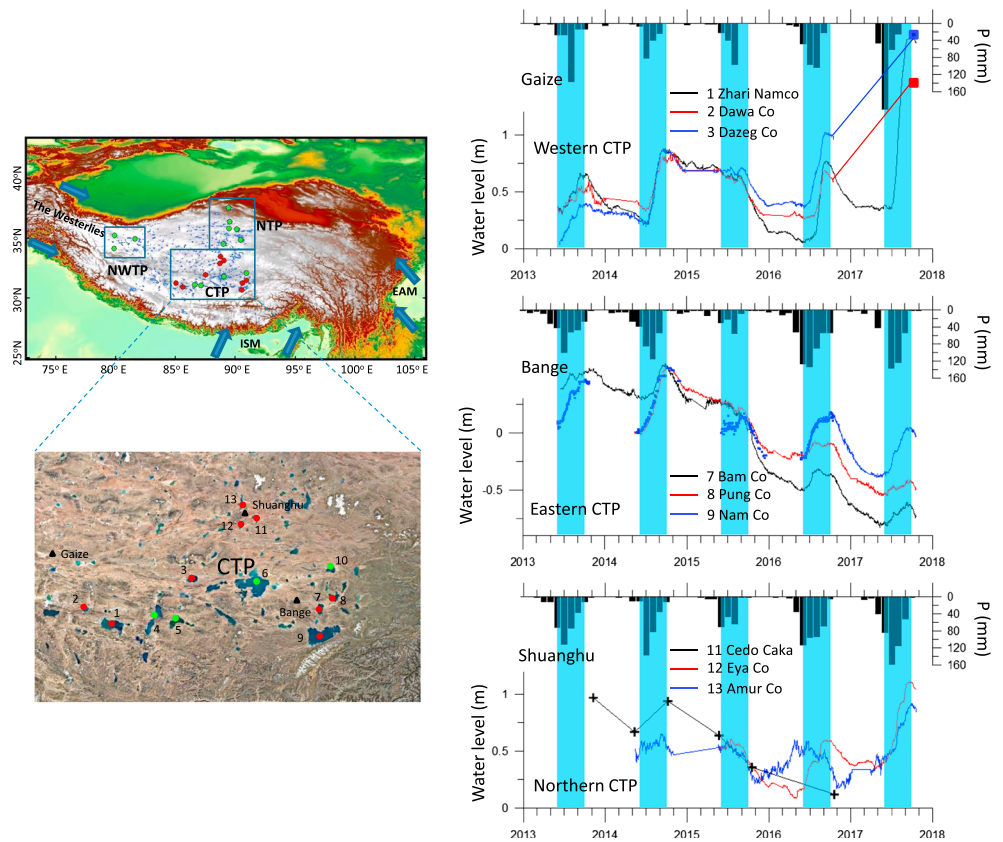 40°N
35°N
30°N
25°N
The Westerlies
NWTP
NTP
CTP
EAM
ISM
75° E
80° E
85°E
90°E
95°E
100°E
105°E
13
Shuanghu
12
11
Gaize
CTP
10
3
6
2
1
4
5
7
8
Bange
9
0
40
80
120
160
P (mm)
Gaize
1 Zhari Namco
2 Dawa Co
3 Dazeg Co
Western CTP
Water level (m)
1
0.5
0
2013
2014
2015
2016
2017
2018
0
40
80
120
160
P (mm)
Bange
7 Bam Co
8 Pung Co
9 Nam Co
Eastern CTP
Water level (m)
0
-0.5
2013
2014
2015
2016
2017
2018
0
40
80
120
160
P (mm)
Shuanghu
11 Cedo Caka
12 Eya Co
13 Amur Co
Northern CTP
Water level (m)
1
0.5
0
2013
2014
2015
2016
2017
2018